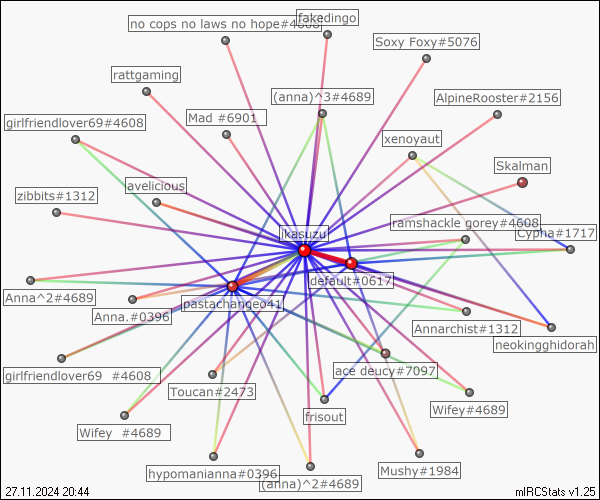 no cops no laws no hope#4608
fakedingo
Soxy Foxy#5076
rattgaming
(anna)^3#4689
AlpineRooster#2156
girlfriendlover69#4608
Mad #6901
xenoyaut
Skalman
avelicious
zibbits#1312
ramshackle gorey#4608
jkasuzu
Cypha#1717
default#0617
Anna^2#4689
pastachangeo41
Anna.#0396
Annarchist#1312
neokingghidorah
girlfriendlover69 #4608
ace deucy#7097
Toucan#2473
Wifey#4689
frisout
Wifey #4689
hypomanianna#0396
Mushy#1984
(anna)^2#4689
27.11.2024 20:44
mIRCStats v1.25